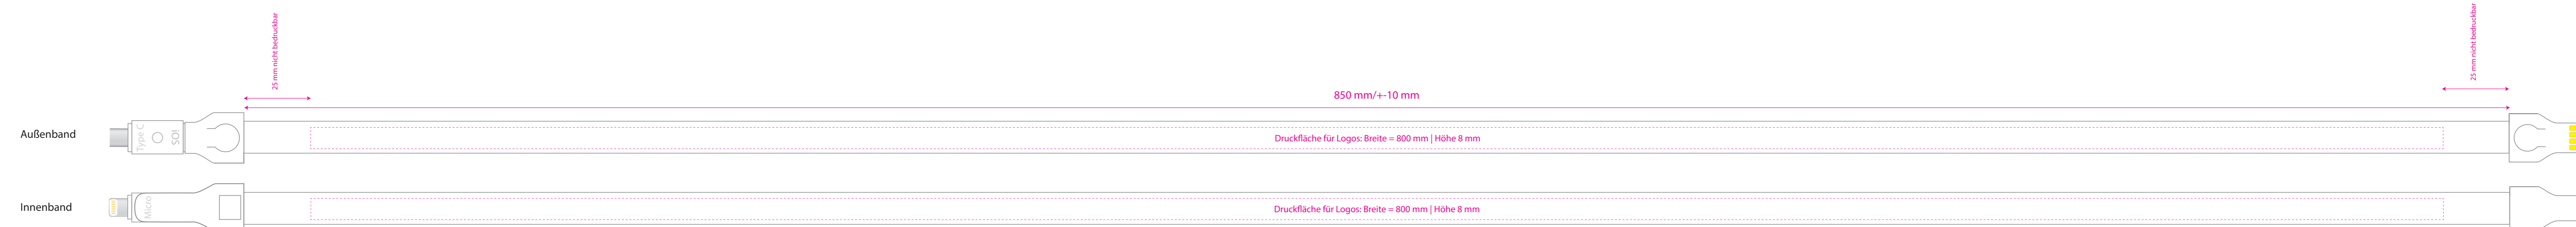 25 mm nicht bedruckbar
25 mm nicht bedruckbar
850 mm/+-10 mm
Außenband
Type C
iOS
Druckfläche für Logos: Breite = 800 mm | Höhe 8 mm
Innenband
Micro
Druckfläche für Logos: Breite = 800 mm | Höhe 8 mm